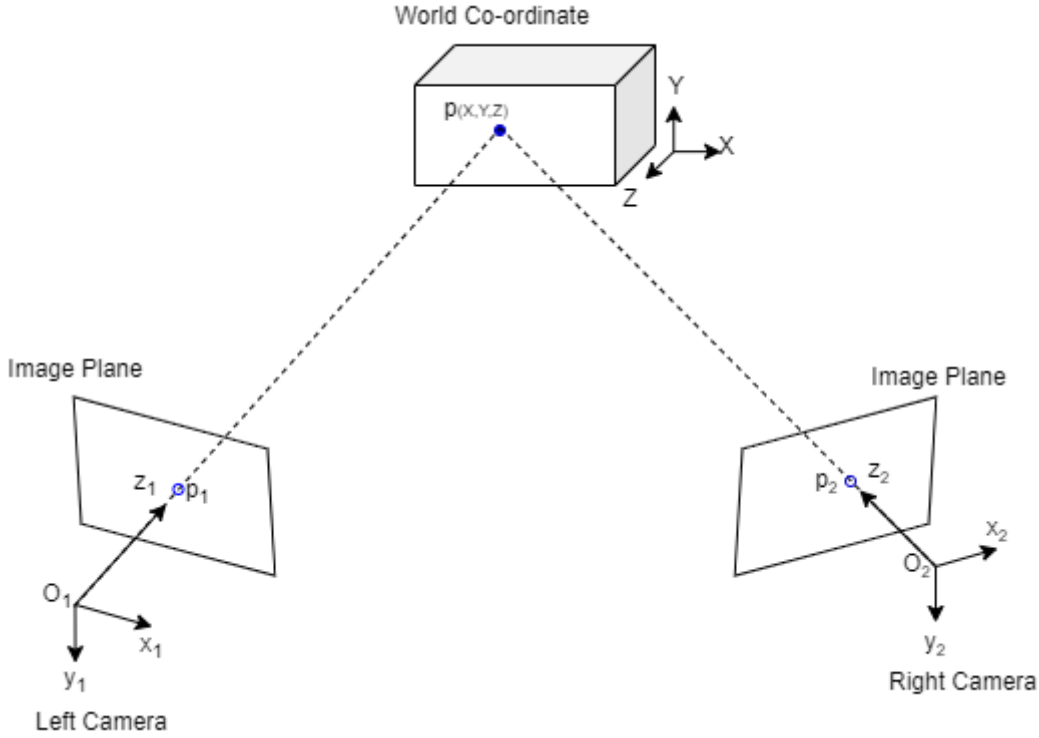 World Co-ordinate
p(X,Y,Z)
Y
X
Z
Image Plane
Image Plane
z₁
p₁
p₂
z₂
x₂
O₁
O₂
x₁
y₁
y₂
Right Camera
Left Camera